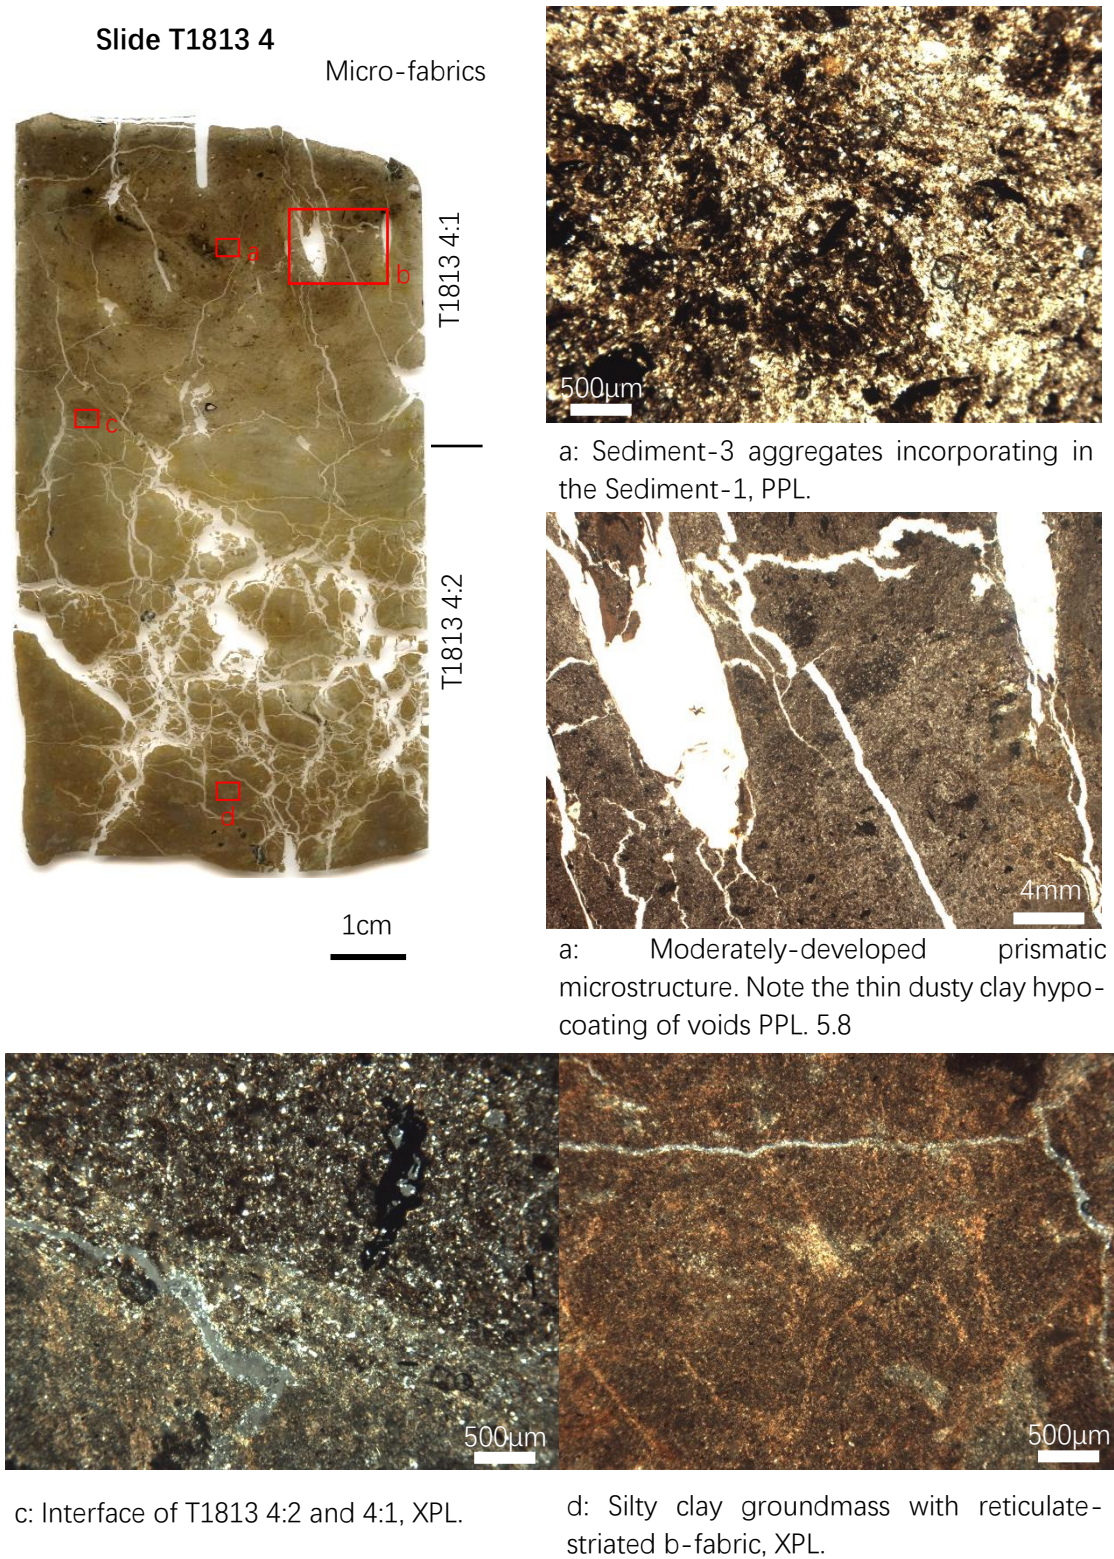 Slide T1813 4
Micro-fabrics
a
b
c
d
T1813 4:1
T1813 4:2
1cm
500µm
a: Sediment-3 aggregates incorporating in
the Sediment-1, PPL.
4mm
a: Moderately-developed prismatic
microstructure. Note the thin dusty clay hypo-
coating of voids PPL. 5.8
500µm
c: Interface of T1813 4:2 and 4:1, XPL.
500µm
d: Silty clay groundmass with reticulate-
striated b-fabric, XPL.